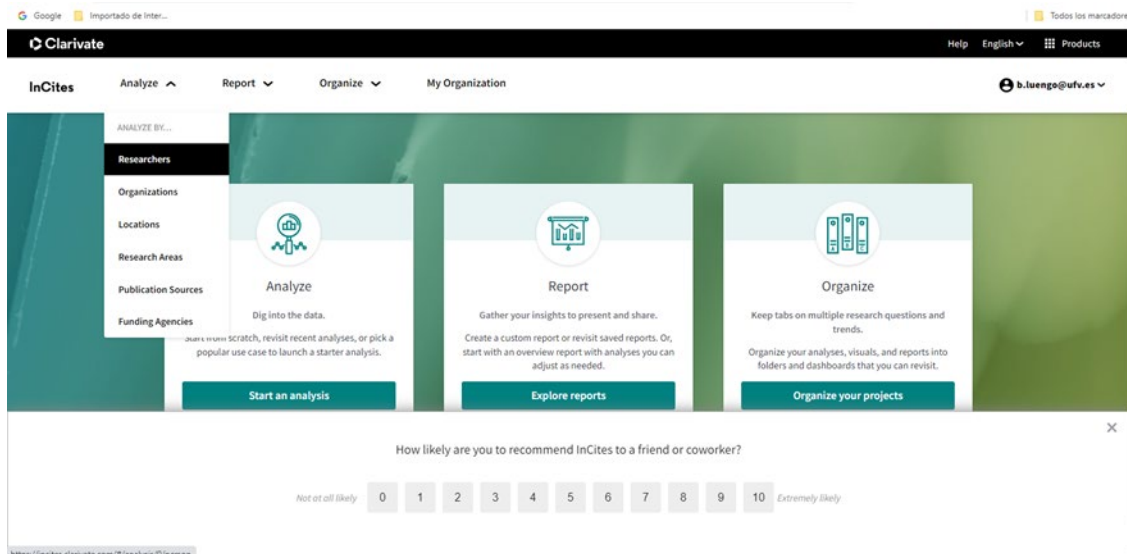 Google Importado de Inter... Todos los marcadore
Clarivate Help English Products
InCites Analyze Report Organize My Organization b.luengo@ufv.es
ANALYZE BY...
Researchers
Organizations
Locations
Research Areas
Publication Sources
Funding Agencies
Analyze
Dig into the data.
Start from scratch, revisit recent analyses, or pick a
popular use case to launch a starter analysis.
Start an analysis
Report
Gather your insights to present and share.
Create a custom report or revisit saved reports. Or,
start with an overview report with analyses you can
adjust as needed.
Explore reports
Organize
Keep tabs on multiple research questions and
trends.
Organize your analyses, visuals, and reports into
folders and dashboards that you can revisit.
Organize your projects
How likely are you to recommend InCites to a friend or coworker?
Not at all likely 0 1 2 3 4 5 6 7 8 9 10 Extremely likely